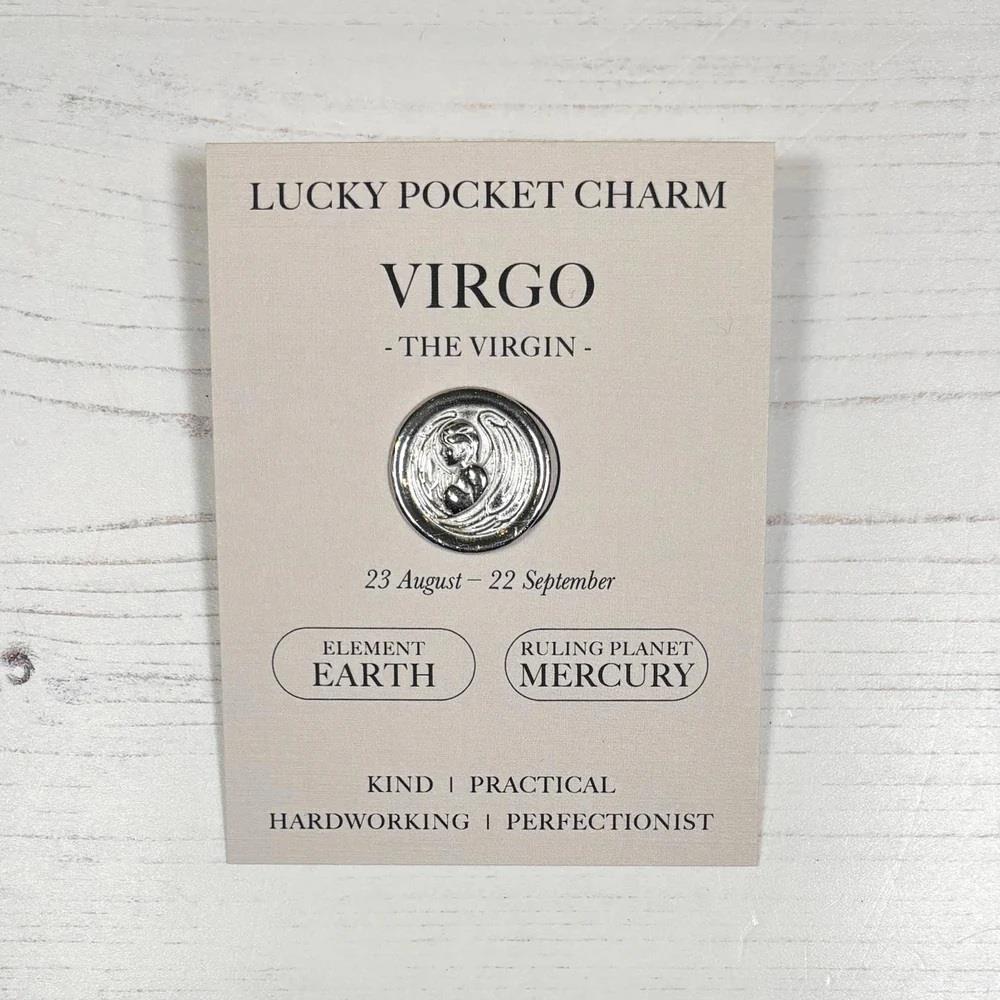 LUCKY POCKET CHARM
VIRGO
- THE VIRGIN -
23 August – 22 September
ELEMENT
EARTH
RULING PLANET
MERCURY
KIND | PRACTICAL
HARDWORKING | PERFECTIONIST